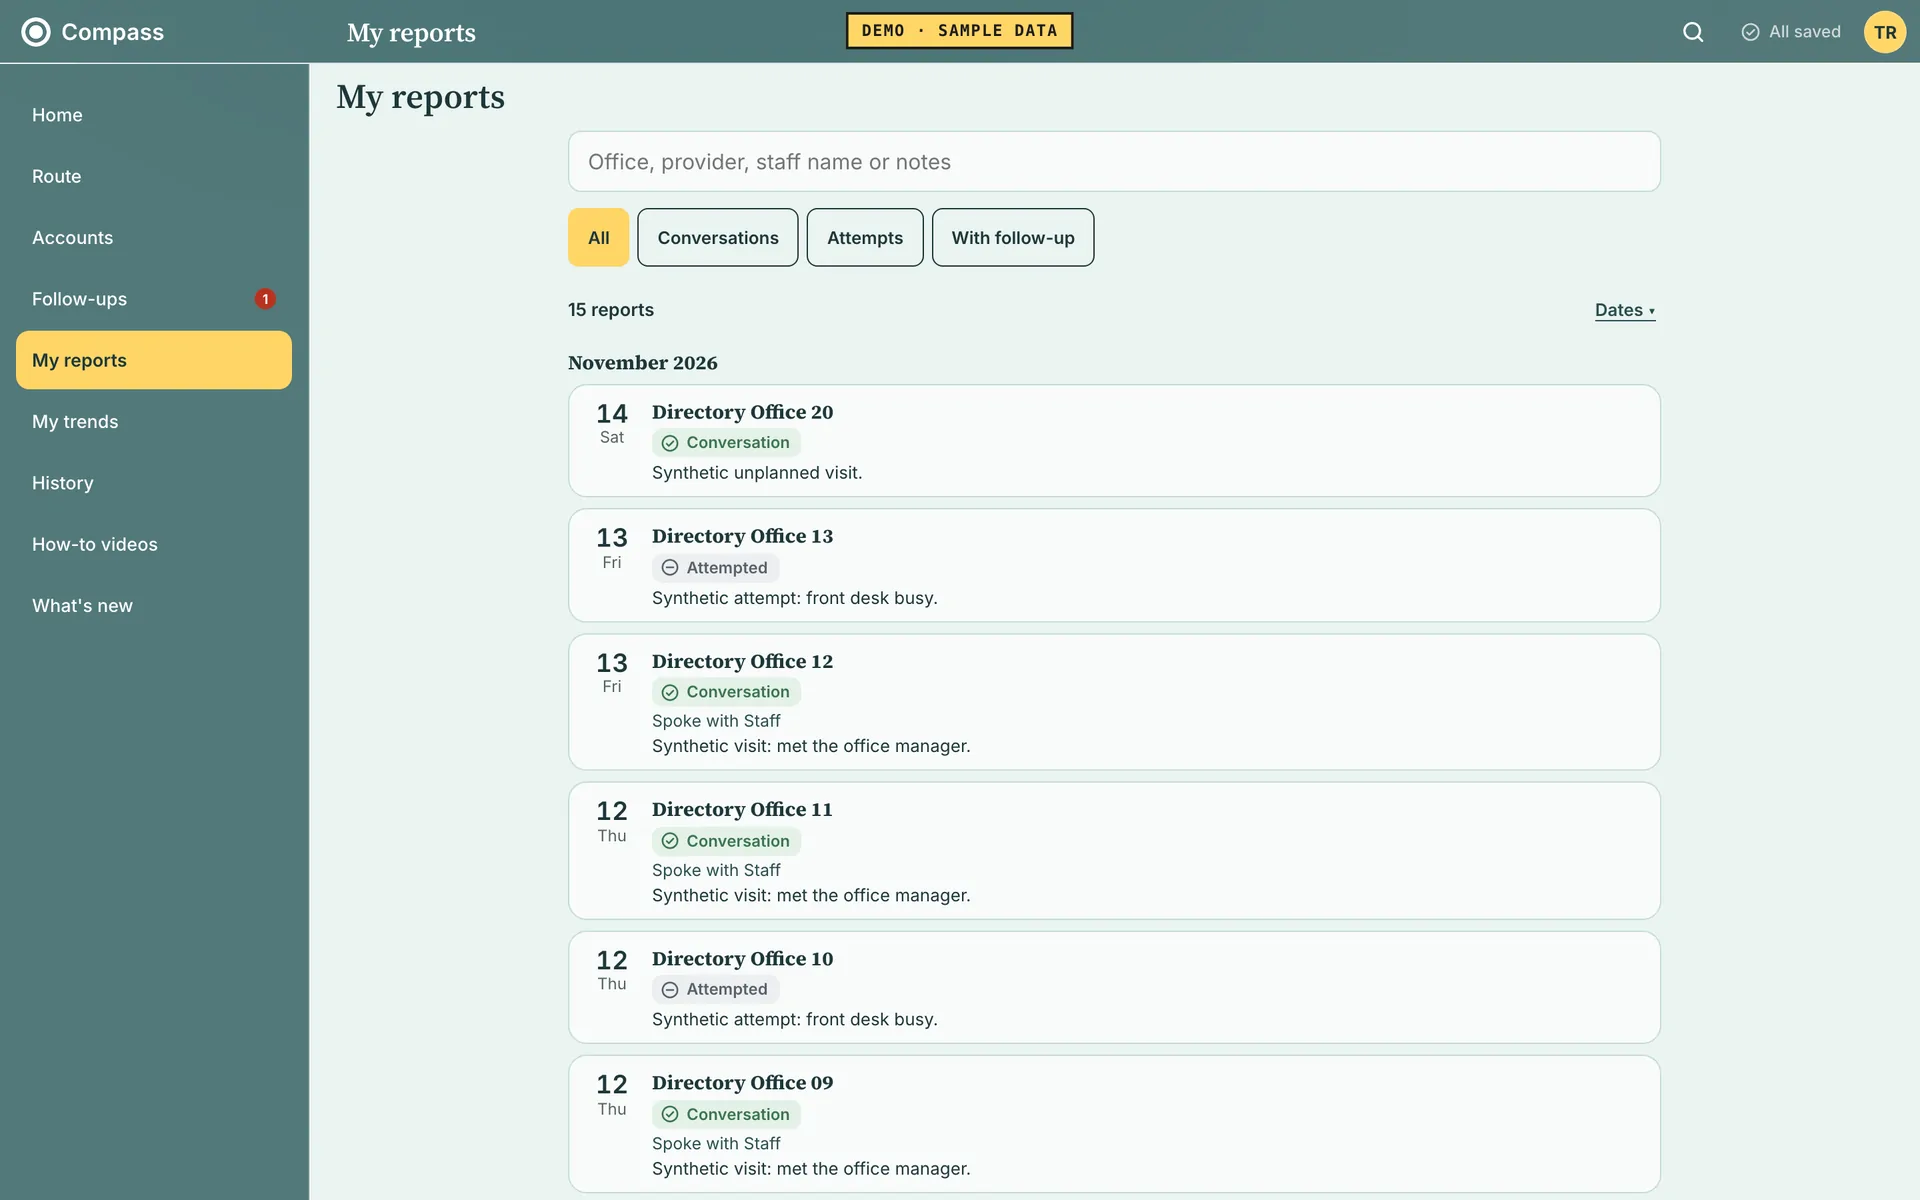 Compass
My reports
DEMO · SAMPLE DATA
All saved
TR
Home
Route
Accounts
Follow-ups
1
My reports
My trends
History
How-to videos
What's new
My reports
Office, provider, staff name or notes
All
Conversations
Attempts
With follow-up
15 reports
Dates ▾
November 2026
14
Sat
Directory Office 20
Conversation
Synthetic unplanned visit.
13
Fri
Directory Office 13
Attempted
Synthetic attempt: front desk busy.
13
Fri
Directory Office 12
Conversation
Spoke with Staff
Synthetic visit: met the office manager.
12
Thu
Directory Office 11
Conversation
Spoke with Staff
Synthetic visit: met the office manager.
12
Thu
Directory Office 10
Attempted
Synthetic attempt: front desk busy.
12
Thu
Directory Office 09
Conversation
Spoke with Staff
Synthetic visit: met the office manager.